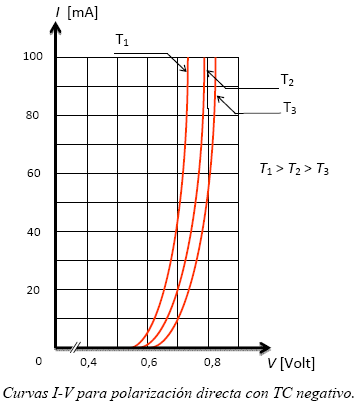 I [mA]
T1
100
T2
80
T3
60
T1 > T2 > T3
40
20
0
0,4
0,6
0,8
V [Volt]
Curvas I-V para polarización directa con TC negativo.